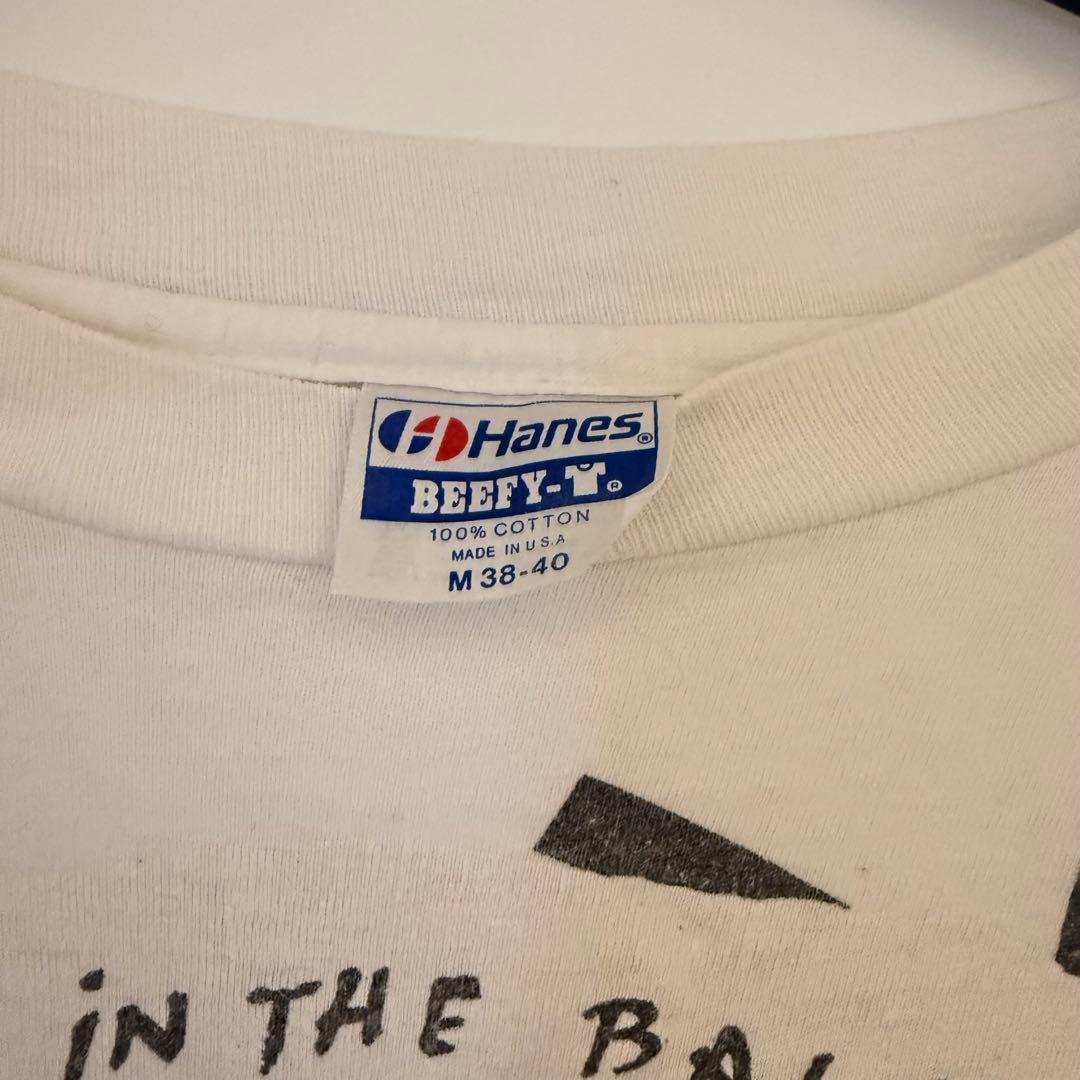 Hanes®
BEEFY-T®
100% COTTON
MADE IN U.S.A
M 38-40
iN THE